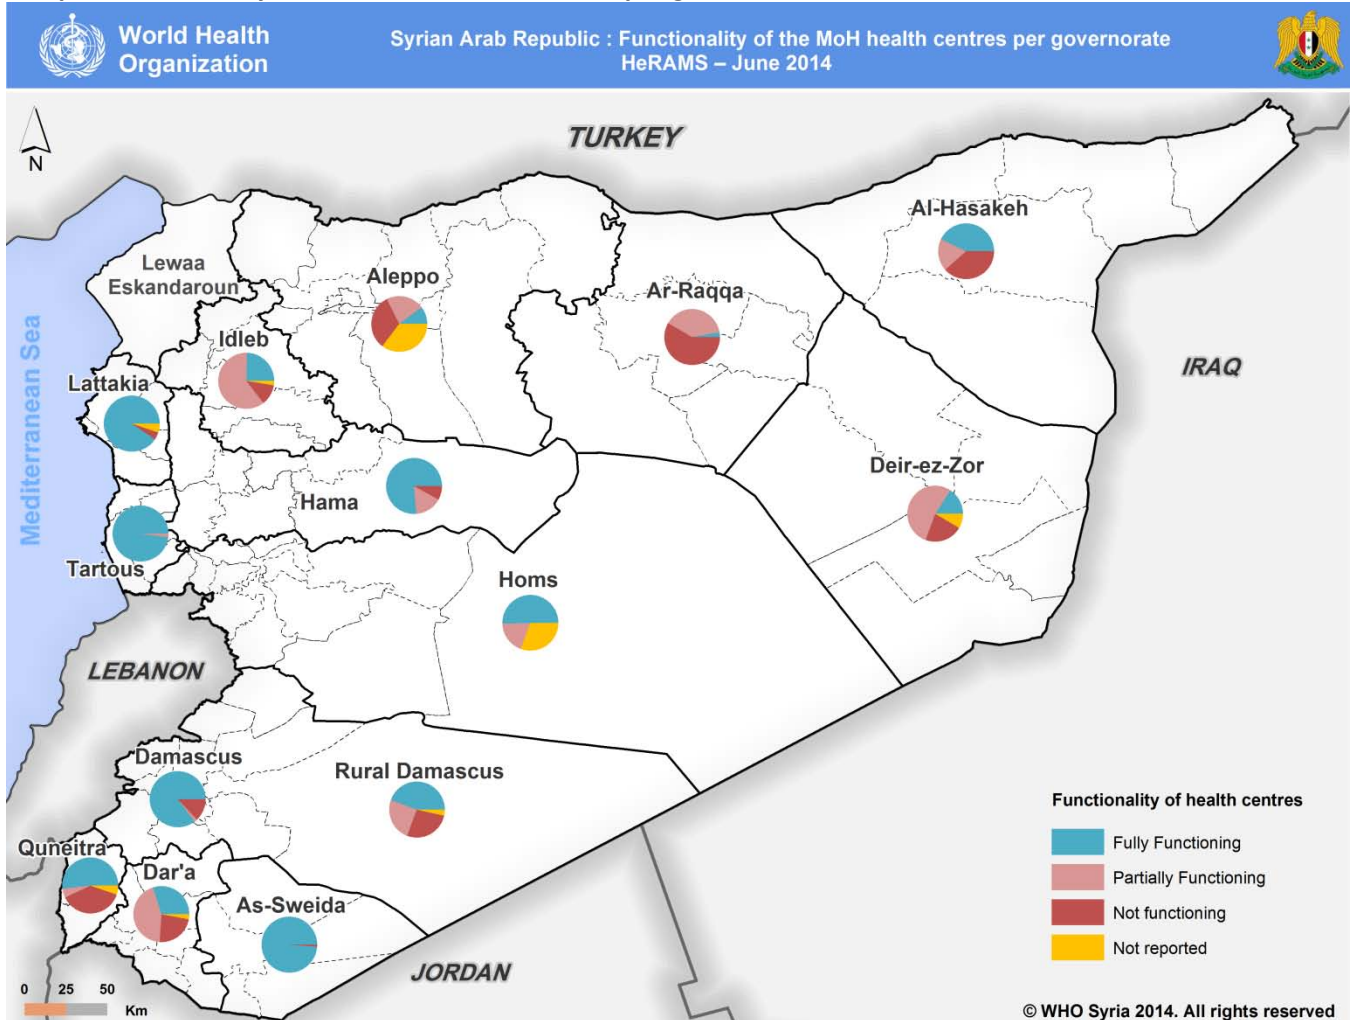 World Health
Organization
Syrian Arab Republic : Functionality of the MoH health centres per governorate
HeRAMS – June 2014
N
TURKEY
Al-Hasakeh
Lewaa
Eskandaroun
Aleppo
Ar-Raqqa
Idleb
Mediterranean Sea
IRAQ
Lattakia
Deir-ez-Zor
Hama
Tartous
Homs
LEBANON
Damascus
Rural Damascus
Quneitra
Dar'a
As-Sweida
JORDAN
Functionality of health centres
Fully Functioning
Partially Functioning
Not functioning
Not reported
0 25 50
Km
© WHO Syria 2014. All rights reserved